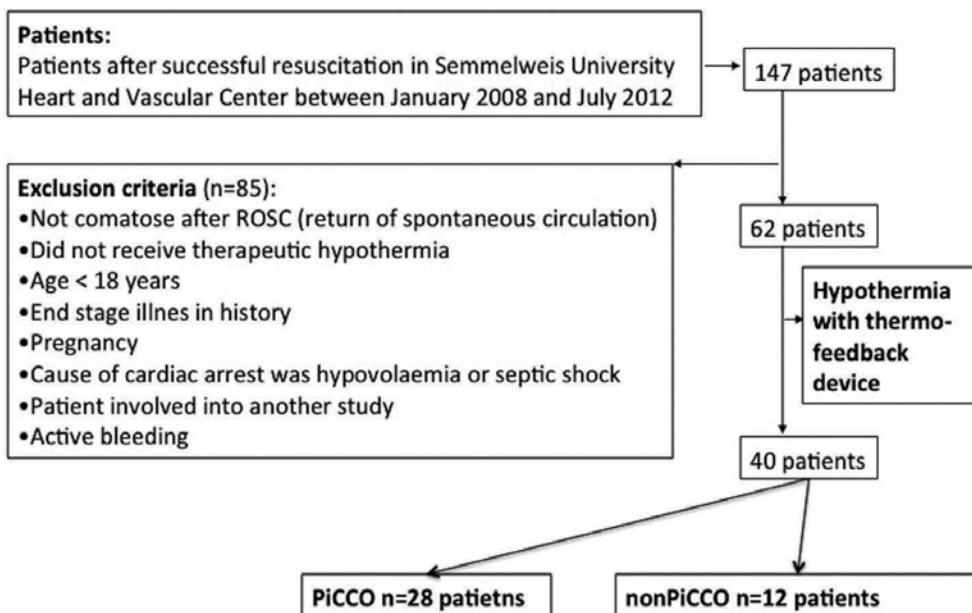 Patients:
Patients after successful resuscitation in Semmelweis University
Heart and Vascular Center between January 2008 and July 2012
147 patients
Exclusion criteria (n=85):
•Not comatose after ROSC (return of spontaneous circulation)
•Did not receive therapeutic hypothermia
•Age < 18 years
•End stage illnes in history
•Pregnancy
•Cause of cardiac arrest was hypovolaemia or septic shock
•Patient involved into another study
•Active bleeding
62 patients
Hypothermia
with thermo-
feedback
device
40 patients
PiCCO n=28 patietns
nonPiCCO n=12 patients